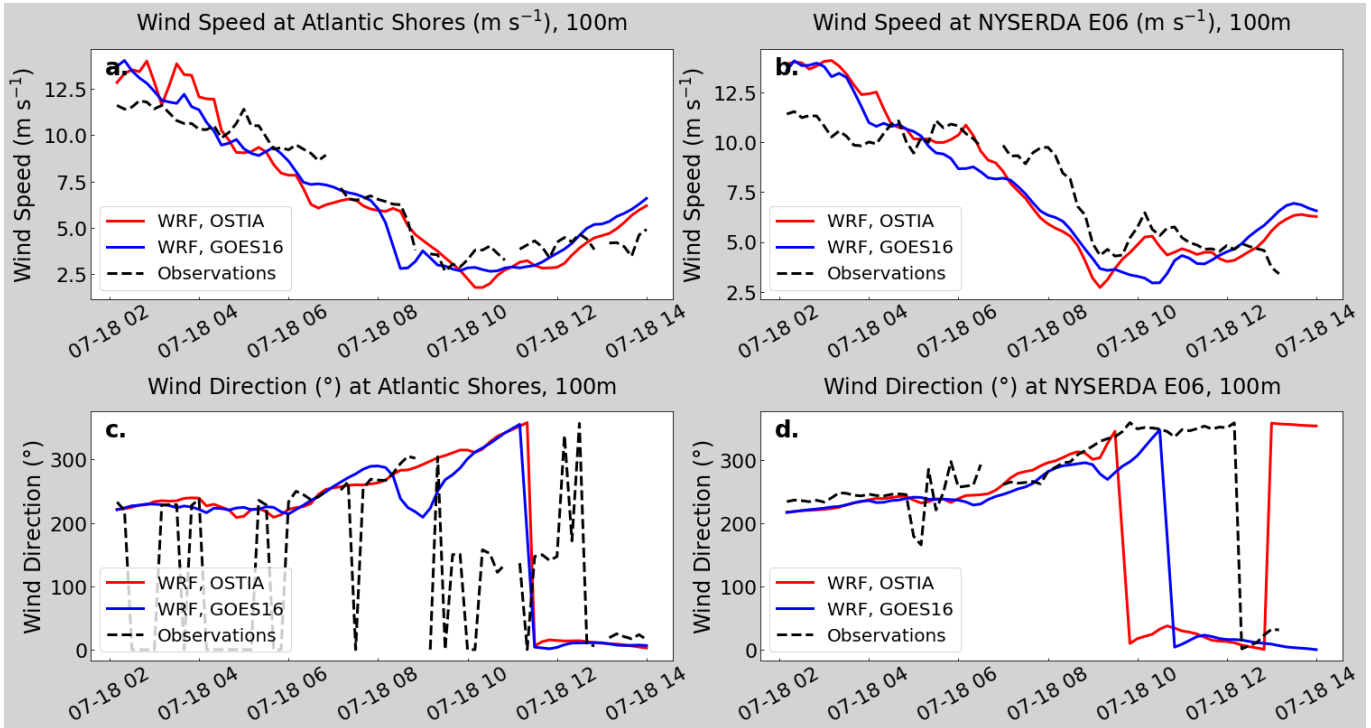 Wind Speed at Atlantic Shores (m s⁻¹), 100m
a.
Wind Speed (m s⁻¹)
12.5
10.0
7.5
5.0
2.5
WRF, OSTIA
WRF, GOES16
Observations
07-18 02
07-18 04
07-18 06
07-18 08
07-18 10
07-18 12
07-18 14
Wind Speed at NYSERDA E06 (m s⁻¹), 100m
b.
Wind Speed (m s⁻¹)
12.5
10.0
7.5
5.0
2.5
WRF, OSTIA
WRF, GOES16
Observations
07-18 02
07-18 04
07-18 06
07-18 08
07-18 10
07-18 12
07-18 14
Wind Direction (°) at Atlantic Shores, 100m
c.
Wind Direction (°)
300
200
100
0
WRF, OSTIA
WRF, GOES16
Observations
07-18 02
07-18 04
07-18 06
07-18 08
07-18 10
07-18 12
07-18 14
Wind Direction (°) at NYSERDA E06, 100m
d.
Wind Direction (°)
300
200
100
0
WRF, OSTIA
WRF, GOES16
Observations
07-18 02
07-18 04
07-18 06
07-18 08
07-18 10
07-18 12
07-18 14